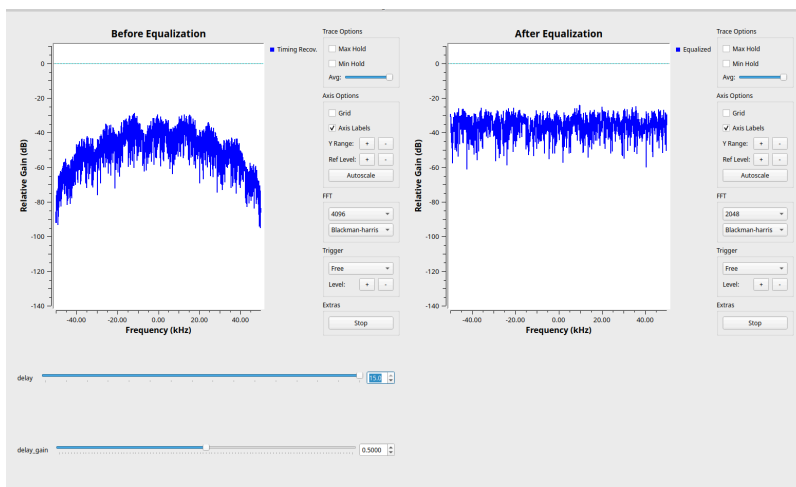 Before Equalization
0
-20
-40
-60
-80
-100
-120
-140
Relative Gain (dB)
-40.00 -20.00 0.00 20.00 40.00
Frequency (kHz)
Timing Recov.
Trace Options
Max Hold
Min Hold
Avg:
Axis Options
Grid
Axis Labels
Y Range: + -
Ref Level: + -
Autoscale
FFT
4096
Blackman-harris
Trigger
Free
Level: + -
Extras
Stop
After Equalization
0
-20
-40
-60
-80
-100
-120
-140
Relative Gain (dB)
-40.00 -20.00 0.00 20.00 40.00
Frequency (kHz)
Equalized
Trace Options
Max Hold
Min Hold
Avg:
Axis Options
Grid
Axis Labels
Y Range: + -
Ref Level: + -
Autoscale
FFT
2048
Blackman-harris
Trigger
Free
Level: + -
Extras
Stop
delay 15.0
delay_gain 0.5000